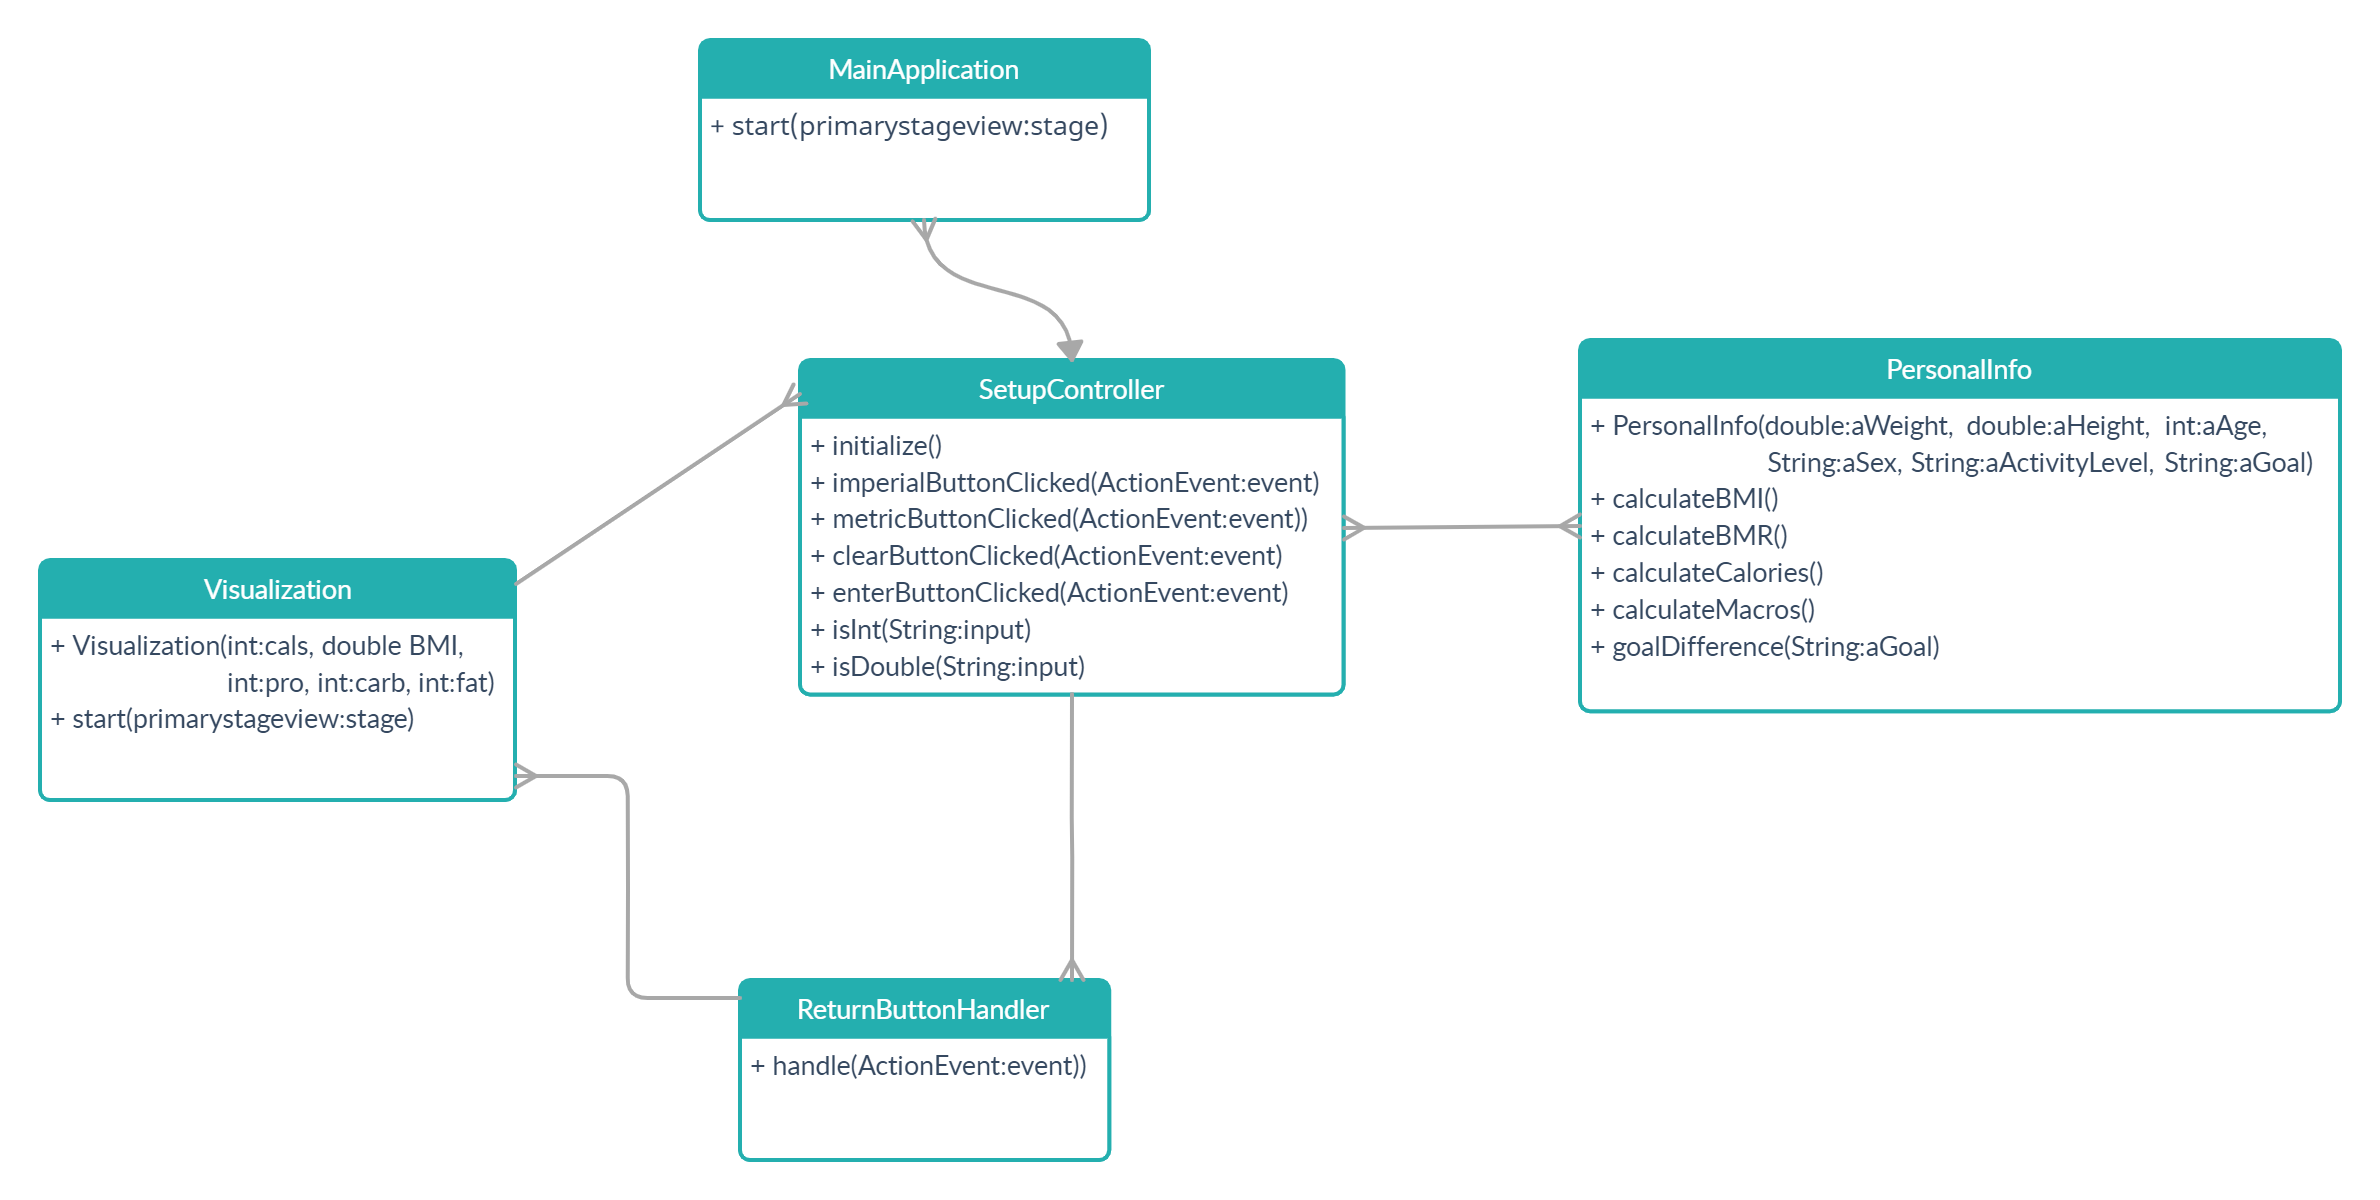 MainApplication
+ start(primarystageview:stage)
SetupController
+ initialize()
+ imperialButtonClicked(ActionEvent:event)
+ metricButtonClicked(ActionEvent:event))
+ clearButtonClicked(ActionEvent:event)
+ enterButtonClicked(ActionEvent:event)
+ isInt(String:input)
+ isDouble(String:input)
PersonalInfo
+ PersonalInfo(double:aWeight, double:aHeight, int:aAge,
String:aSex, String:aActivityLevel, String:aGoal)
+ calculateBMI()
+ calculateBMR()
+ calculateCalories()
+ calculateMacros()
+ goalDifference(String:aGoal)
Visualization
+ Visualization(int:cals, double BMI,
int:pro, int:carb, int:fat)
+ start(primarystageview:stage)
ReturnButtonHandler
+ handle(ActionEvent:event))